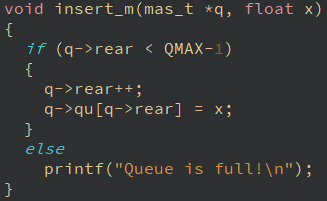 void insert_m(mas_t *q, float x)
{
  if (q->rear < QMAX-1)
  {
    q->rear++;
    q->qu[q->rear] = x;
  }
  else
    printf("Queue is full!\n");
}